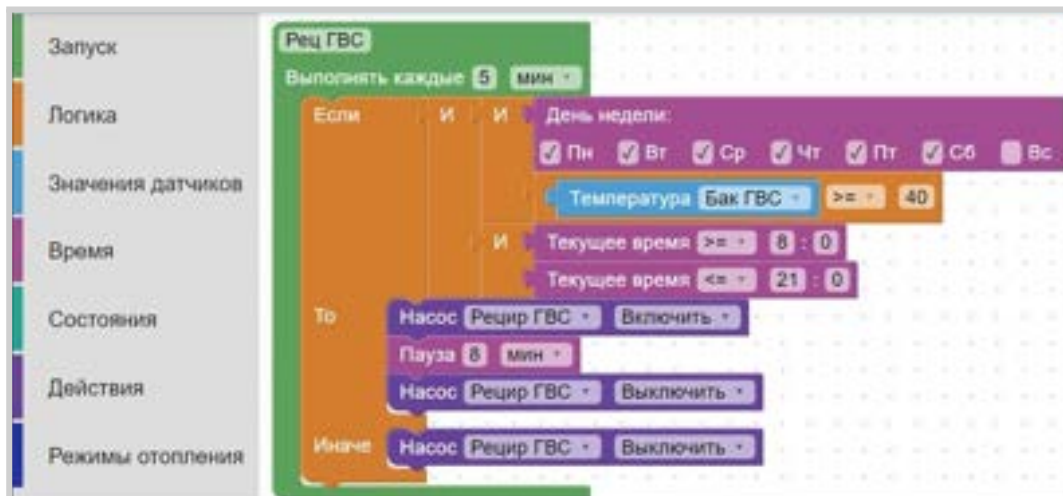 Запуск
Логика
Значения датчиков
Время
Состояния
Действия
Режимы отопления
Рец ГВС
Выполнять каждые 5 мин
Если И И День недели:
Пн Вт Ср Чт Пт Сб Вс
Температура Бак ГВС >= 40
И Текущее время >= 8 : 0
Текущее время <= 21 : 0
То Насос Рецир ГВС Включить
Пауза 8 мин
Насос Рецир ГВС Выключить
Иначе Насос Рецир ГВС Выключить